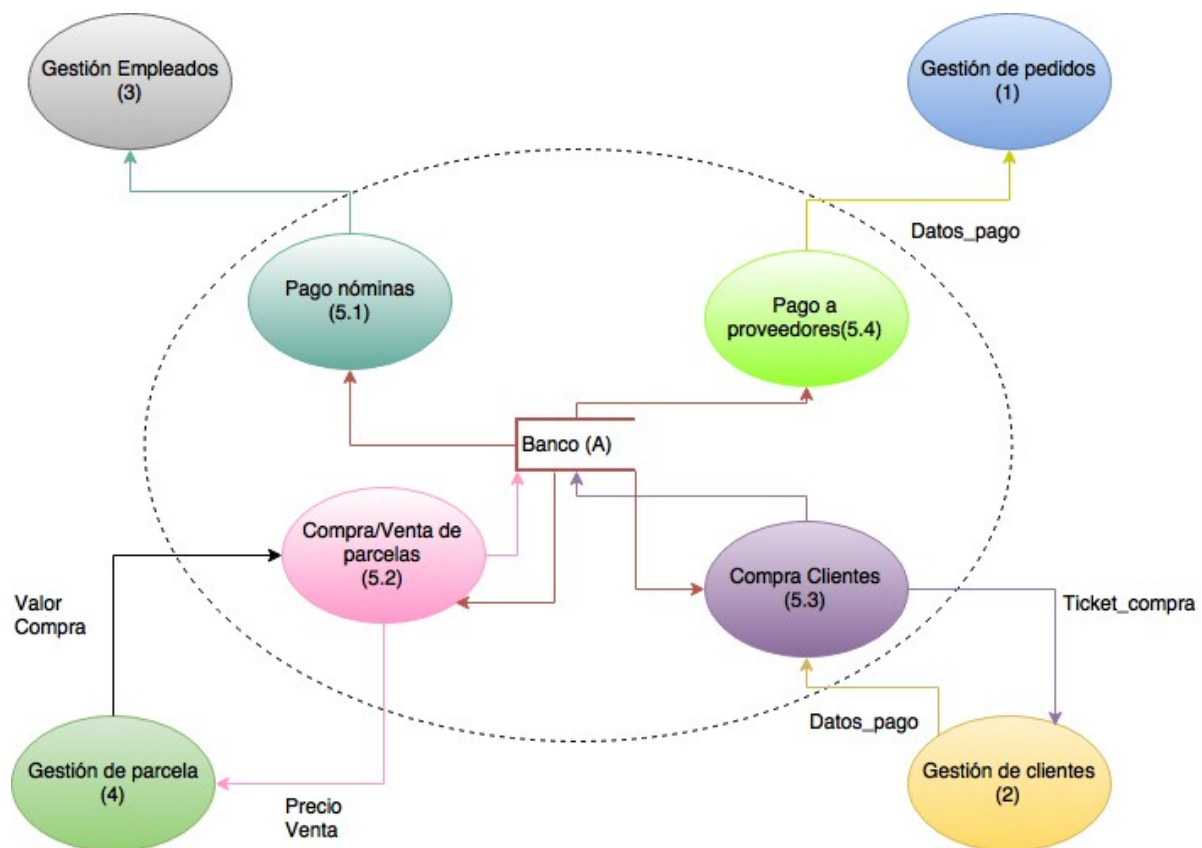 Gestión Empleados
(3)
Gestión de pedidos
(1)
Datos_pago
Pago nóminas
(5.1)
Pago a
proveedores(5.4)
Banco (A)
Compra/Venta de
parcelas
(5.2)
Compra Clientes
(5.3)
Valor
Compra
Ticket_compra
Datos_pago
Gestión de parcela
(4)
Precio
Venta
Gestión de clientes
(2)